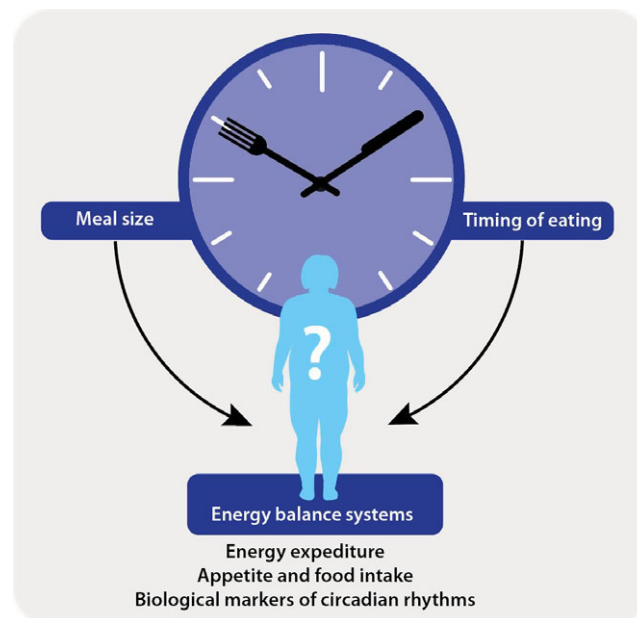 Meal size
Timing of eating
?
Energy balance systems
Energy expediture
Appetite and food intake
Biological markers of circadian rhythms